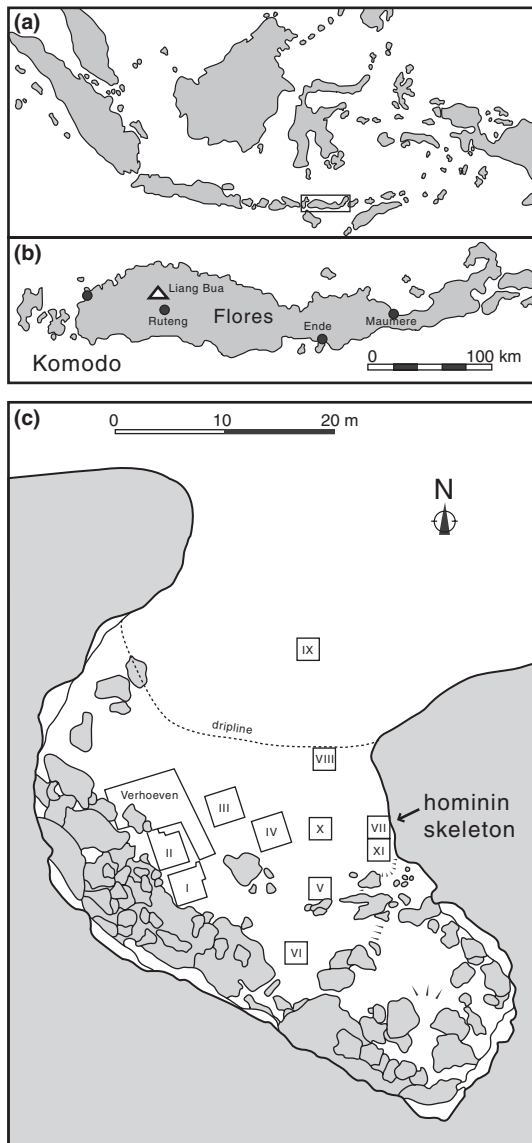 (a)
(b)
Liang Bua
Ruteng
Flores
Ende
Maumere
Komodo
0 100 km
(c)
0 10 20 m
N
IX
dripline
VIII
Verhoeven
III
hominin
skeleton
IV
X
VII
II
XI
I
V
VI